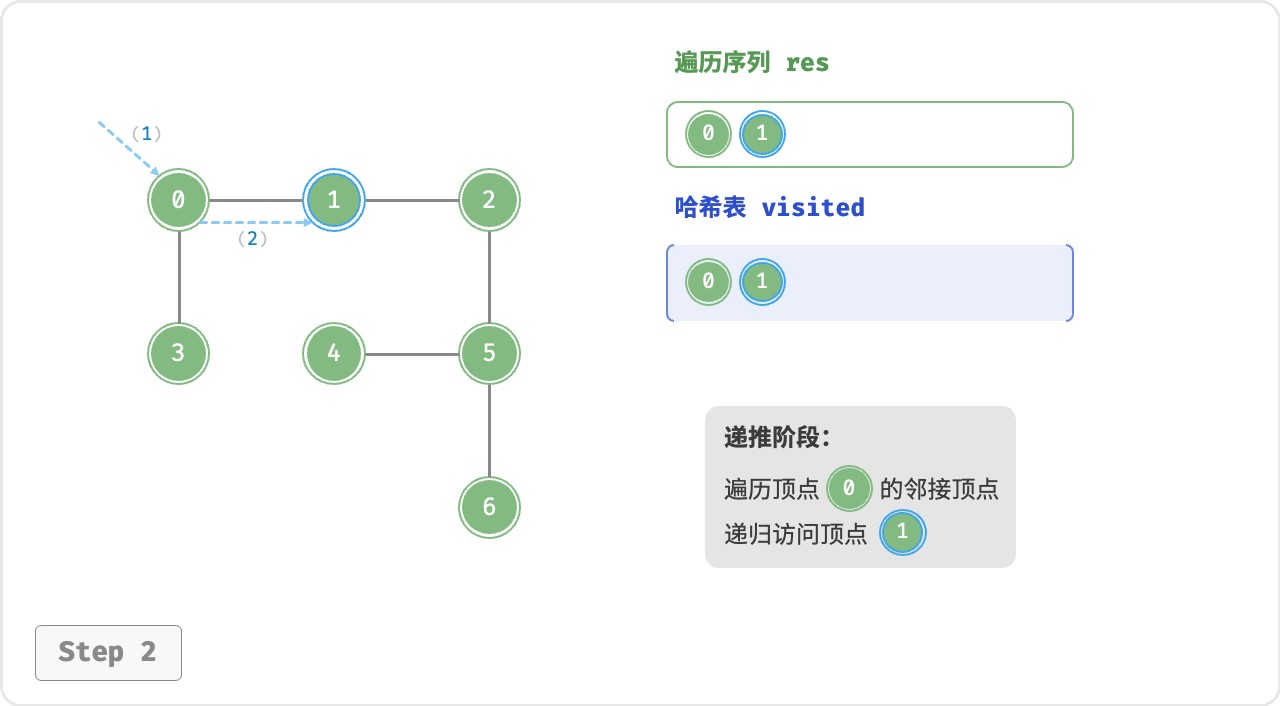 遍历序列 res
0 1
哈希表 visited
0 1
(1)
0 1 2
(2)
3 4 5
6
递推阶段：
遍历顶点 0 的邻接顶点
递归访问顶点 1
Step 2